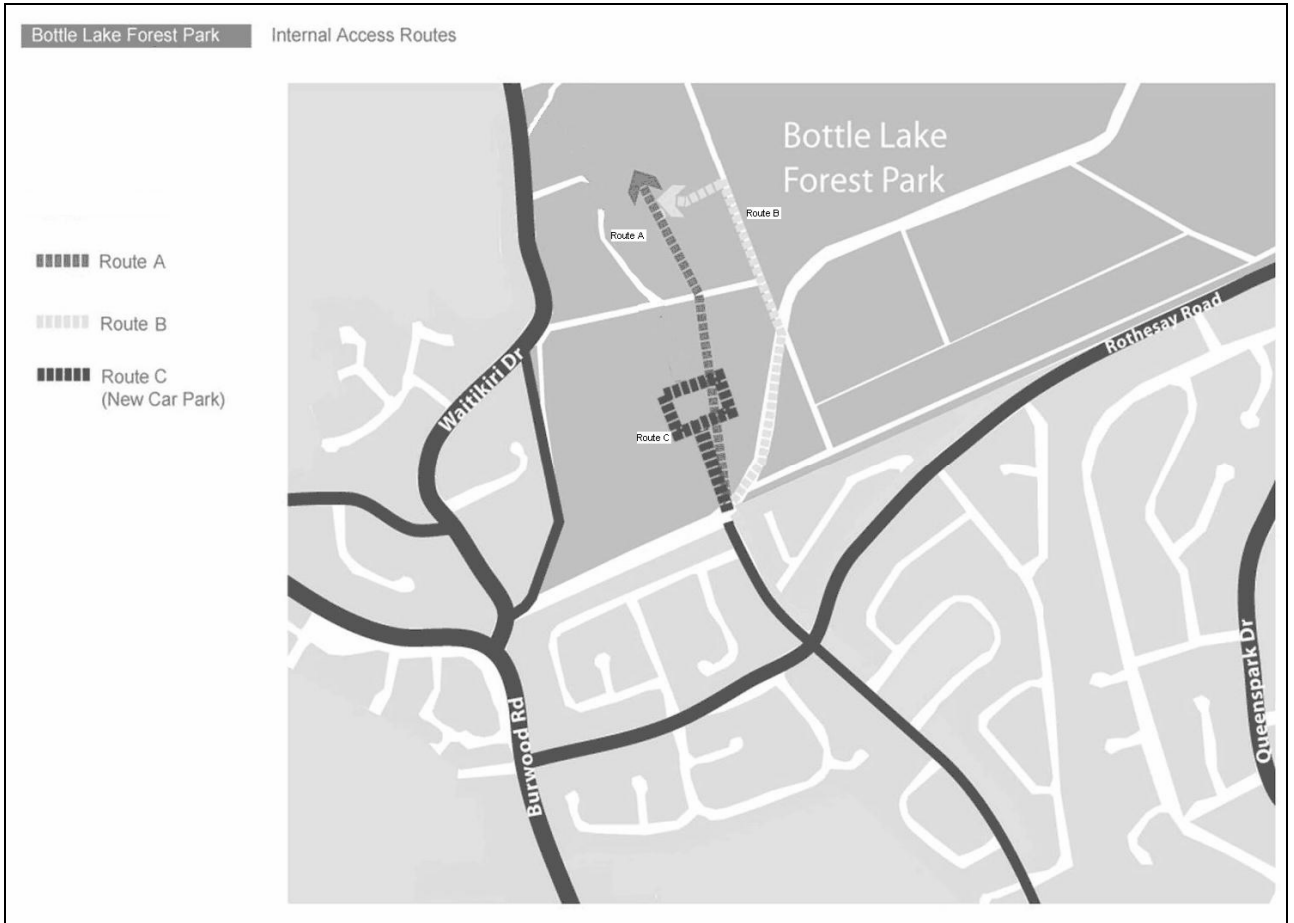 Bottle Lake Forest Park
Internal Access Routes
Bottle Lake
Forest Park
Route B
Route A
Route A
Route B
Route C
(New Car Park)
Rothesay Road
Waitikiri Dr
Route C
Queenspark Dr
Burwood Rd